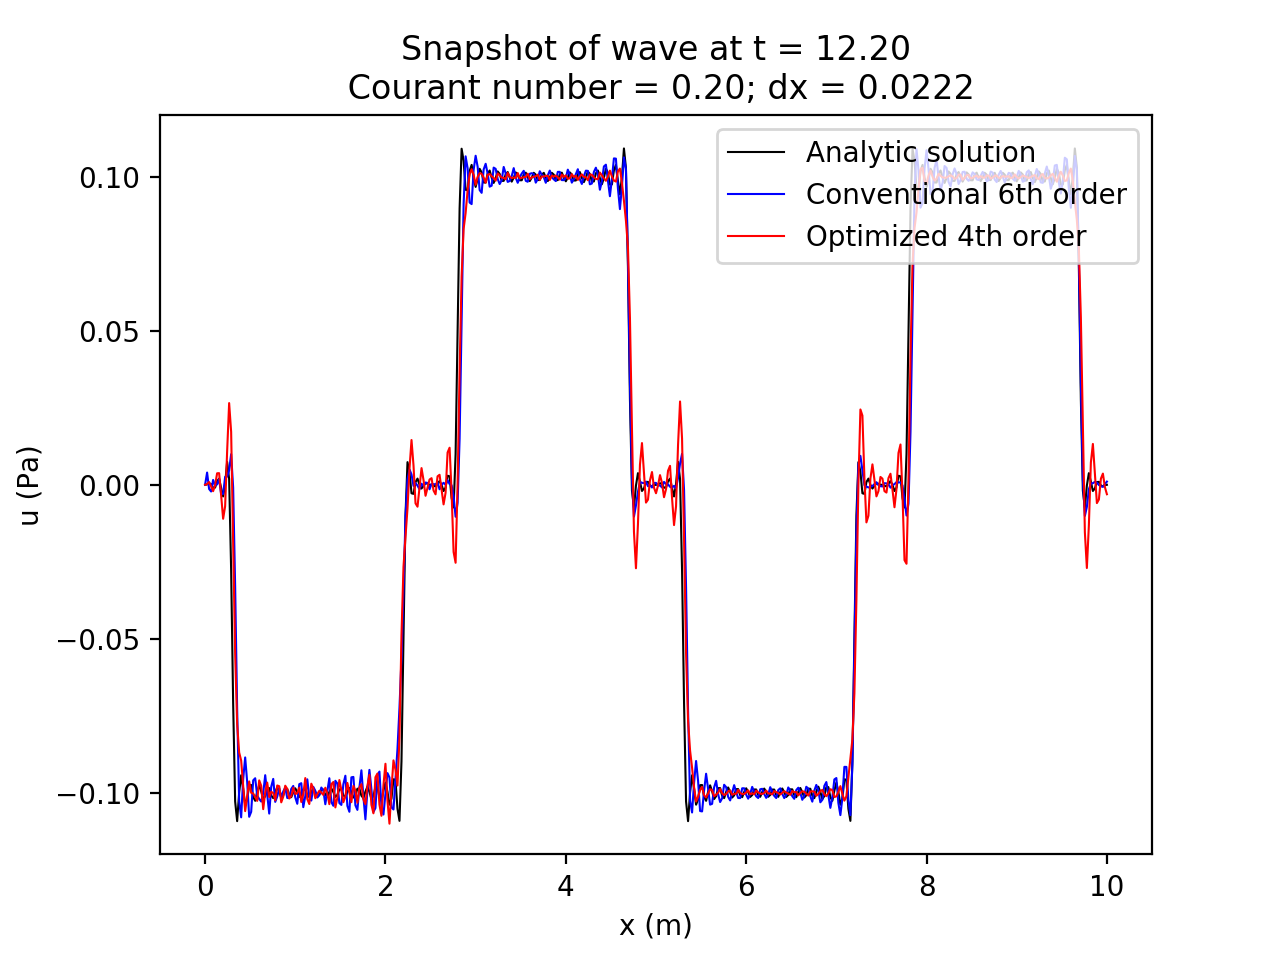 Snapshot of wave at t = 12.20
Courant number = 0.20; dx = 0.0222
Analytic solution
Conventional 6th order
Optimized 4th order
u (Pa)
0.10
0.05
0.00
−0.05
−0.10
0 2 4 6 8 10
x (m)